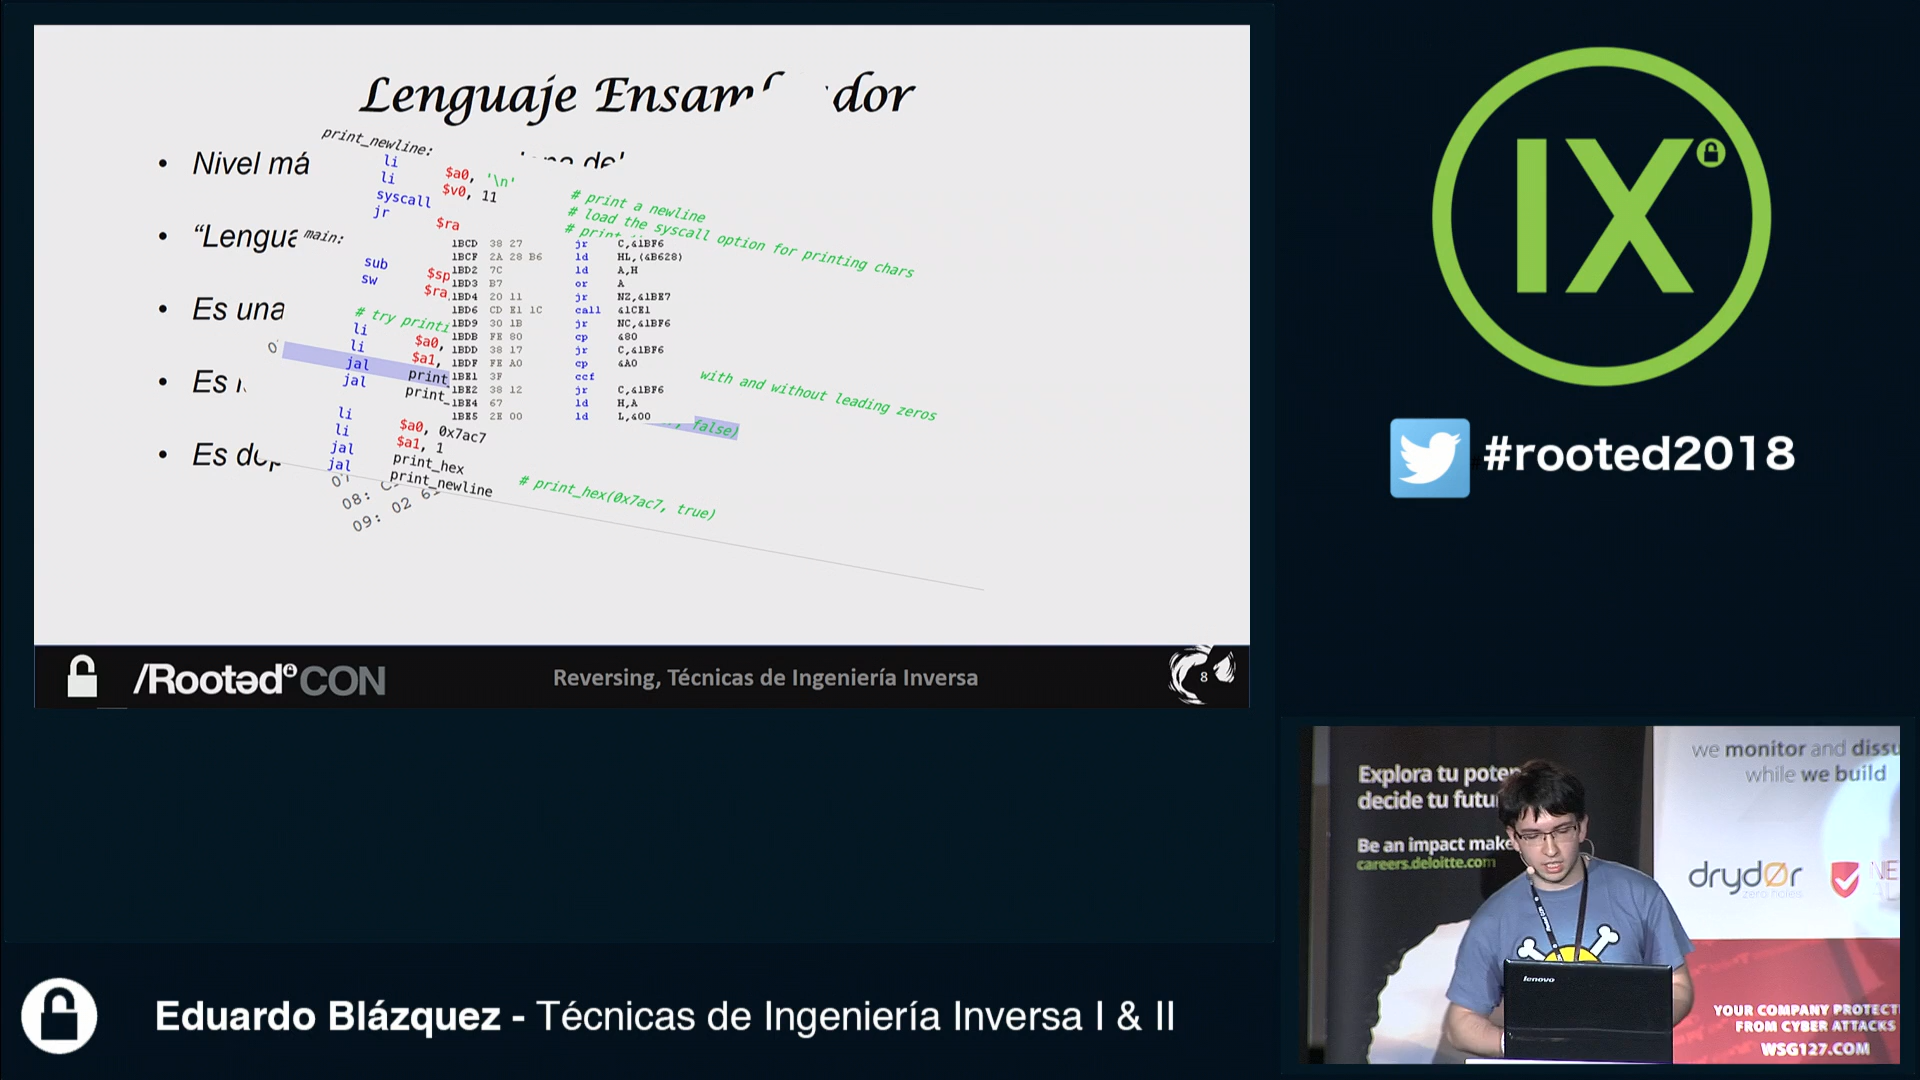 Lenguaje Ensam dor
• Nivel má
• “Lengua
• Es una
• Es
• Es
print_newline:
li $a0, '\n'
li $v0, 11
syscall
jr $ra
# print a newline
# load the syscall option for printing chars
# print
main:
sub $sp
sw $ra,
# try printi
with and without leading zeros
li $a0,
li $a1,
jal print
jal print_
false)
li $a0, 0x7ac7
li $a1, 1
jal print_hex
jal print_newline
# print_hex(0x7ac7, true)
08:
09: 02
1BCD 38 27 jr C,&1BF6
1BCF 2A 28 B6 ld HL,(&B628)
1BD2 7C ld A,H
1BD3 B7 or A
1BD4 20 11 jr NZ,&1BE7
1BD6 CD E1 1C call &1CE1
1BD9 30 1B jr NC,&1BF6
1BDB FE 80 cp &80
1BDD 38 17 jr C,&1BF6
1BDF FE A0 cp &A0
1BE1 3F ccf
1BE2 38 12 jr C,&1BF6
1BE4 67 ld H,A
1BE5 2E 00 ld L,&00
/Rootəd CON
Reversing, Técnicas de Ingeniería Inversa
8
IX
#rooted2018
Explora tu poten
decide tu futu
Be an impact make
careers.deloitte.com
we monitor and dissu
while we build
drydØr
zero holes
NE
lenovo
YOUR COMPANY PROTECT
FROM CYBER ATTACKS
WSG127.COM
Eduardo Blázquez - Técnicas de Ingeniería Inversa I & II